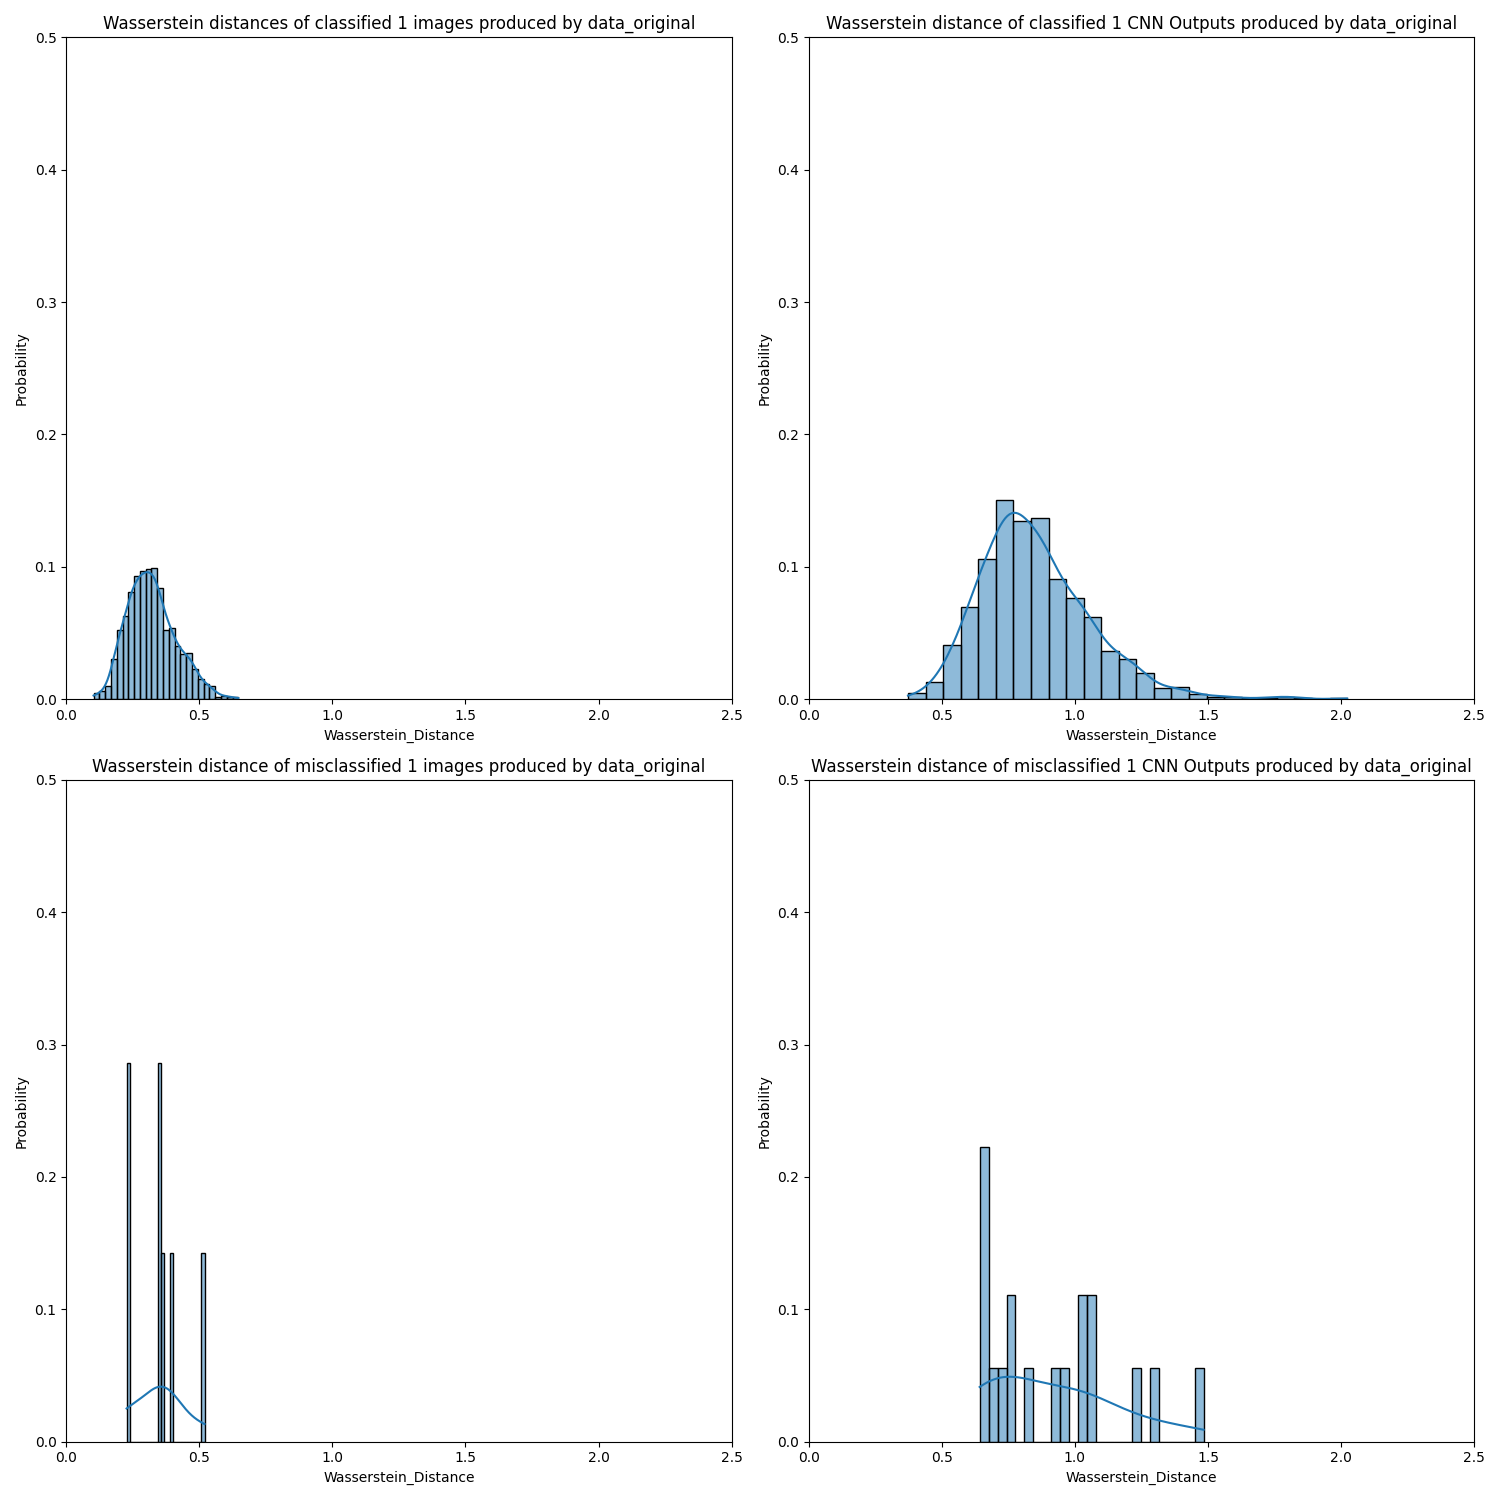 Wasserstein distances of classified 1 images produced by data_original
0.5
0.4
0.3
0.2
0.1
0.0
Probability
0.0 0.5 1.0 1.5 2.0 2.5
Wasserstein_Distance
Wasserstein distance of classified 1 CNN Outputs produced by data_original
0.5
0.4
0.3
0.2
0.1
0.0
Probability
0.0 0.5 1.0 1.5 2.0 2.5
Wasserstein_Distance
Wasserstein distance of misclassified 1 images produced by data_original
0.5
0.4
0.3
0.2
0.1
0.0
Probability
0.0 0.5 1.0 1.5 2.0 2.5
Wasserstein_Distance
Wasserstein distance of misclassified 1 CNN Outputs produced by data_original
0.5
0.4
0.3
0.2
0.1
0.0
Probability
0.0 0.5 1.0 1.5 2.0 2.5
Wasserstein_Distance